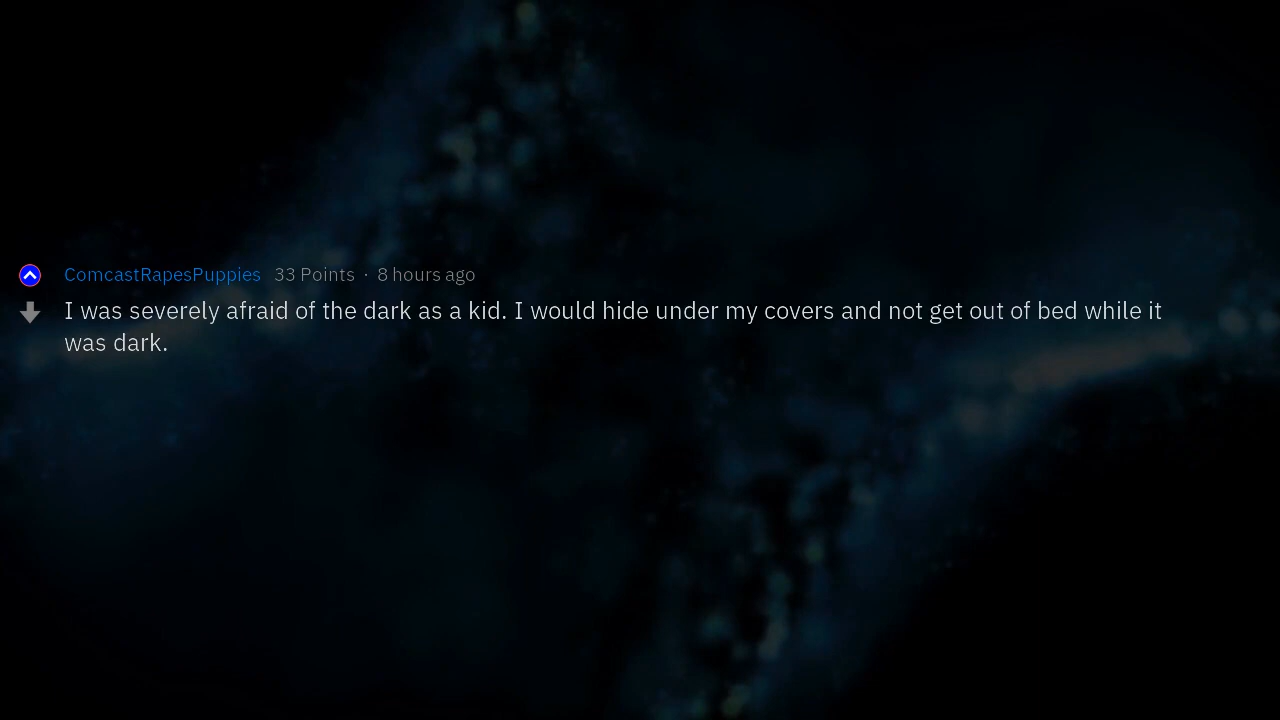 ComcastRapesPuppies 33 Points · 8 hours ago
I was severely afraid of the dark as a kid. I would hide under my covers and not get out of bed while it
was dark.